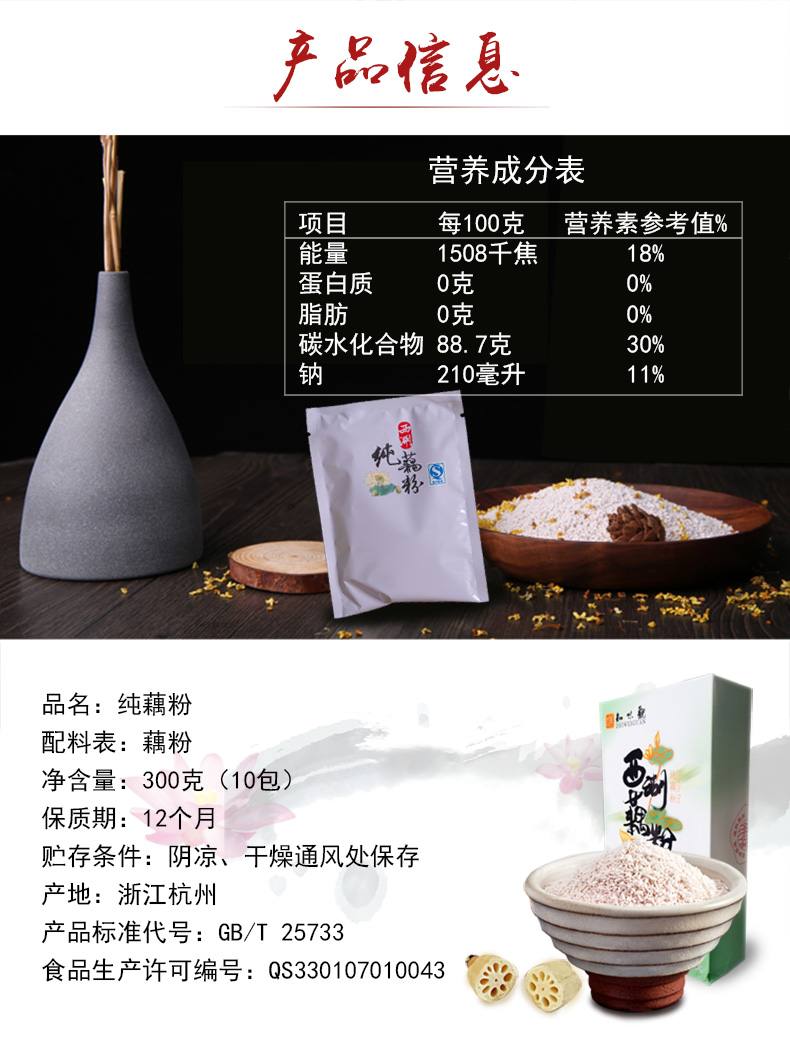 产品信息
营养成分表
项目 每100克 营养素参考值%
能量 1508千焦 18%
蛋白质 0克 0%
脂肪 0克 0%
碳水化合物 88.7克 30%
钠 210毫升 11%
西湖
纯藕粉
品名：纯藕粉
配料表：藕粉
净含量：300克（10包）
保质期：12个月
贮存条件：阴凉、干燥通风处保存
产地：浙江杭州
产品标准代号：GB/T 25733
食品生产许可编号：QS330107010043
知味观
ZHIWEIGUAN
西湖藕粉